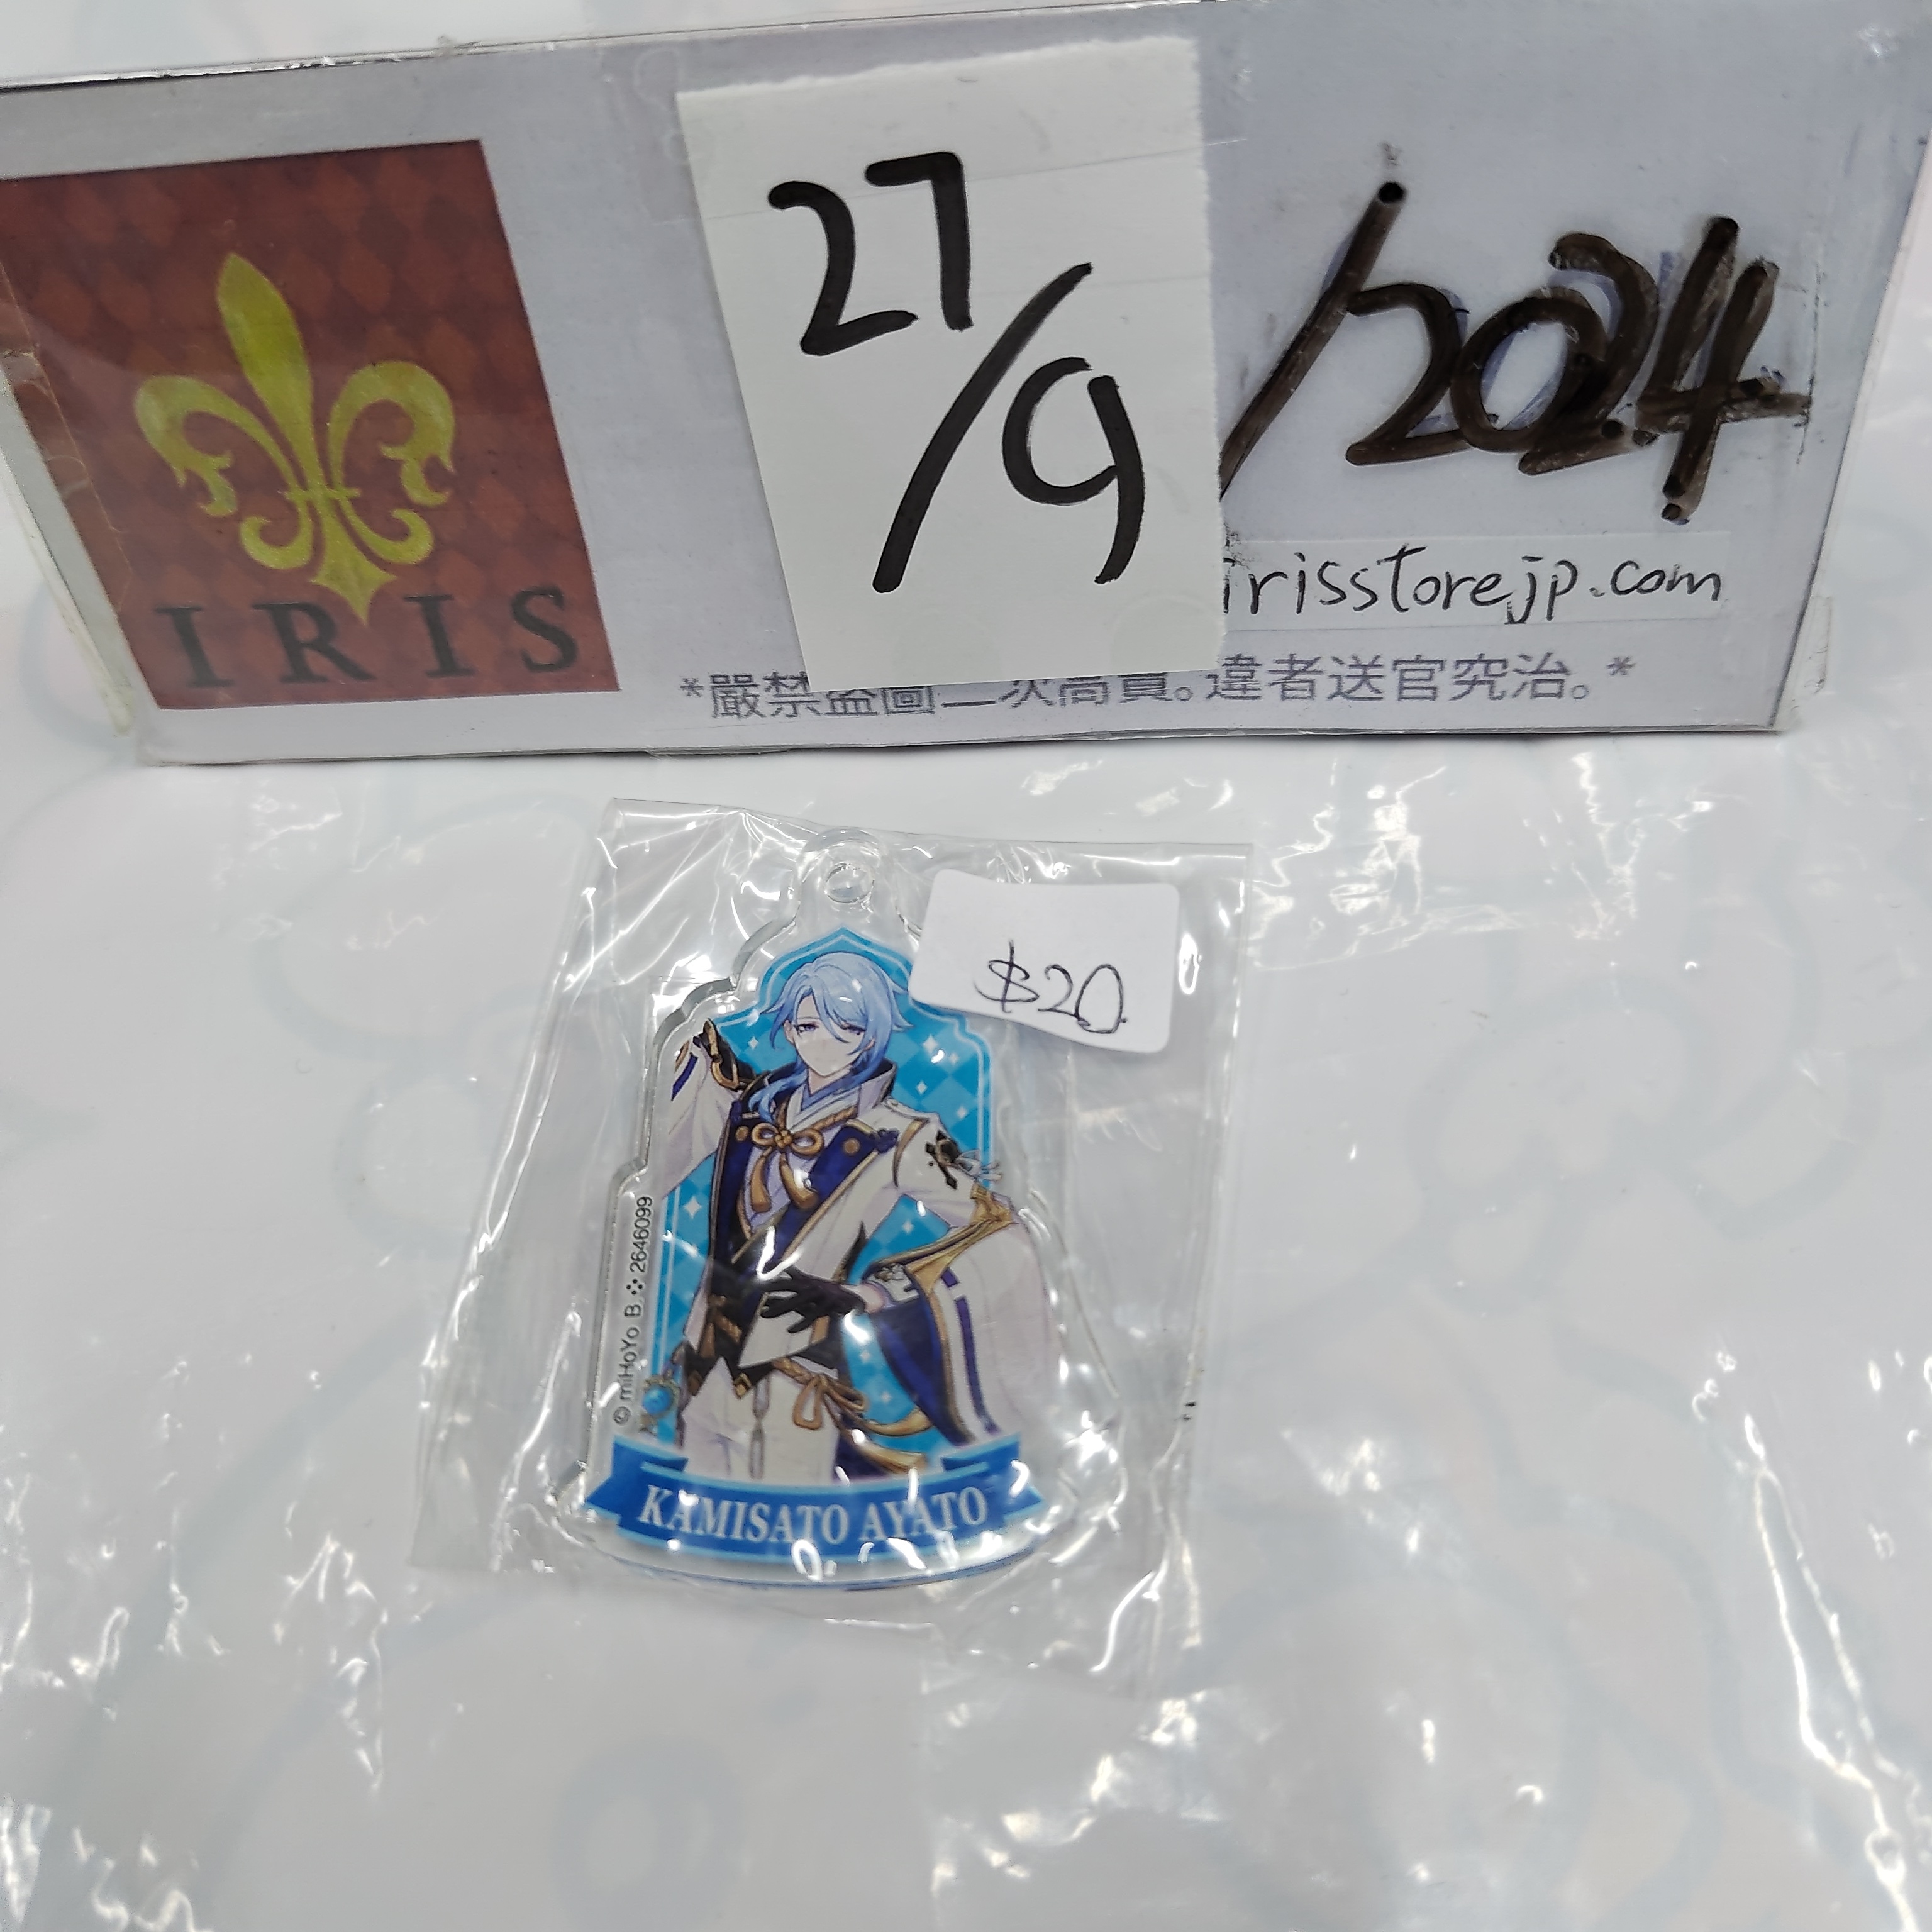 27/9
/2024
IRIS
irisstorejp.com
*嚴禁盜圖二次商賣。違者送官究治。*
$20
© miHoYo B. 2646099
KAMISATO AYATO